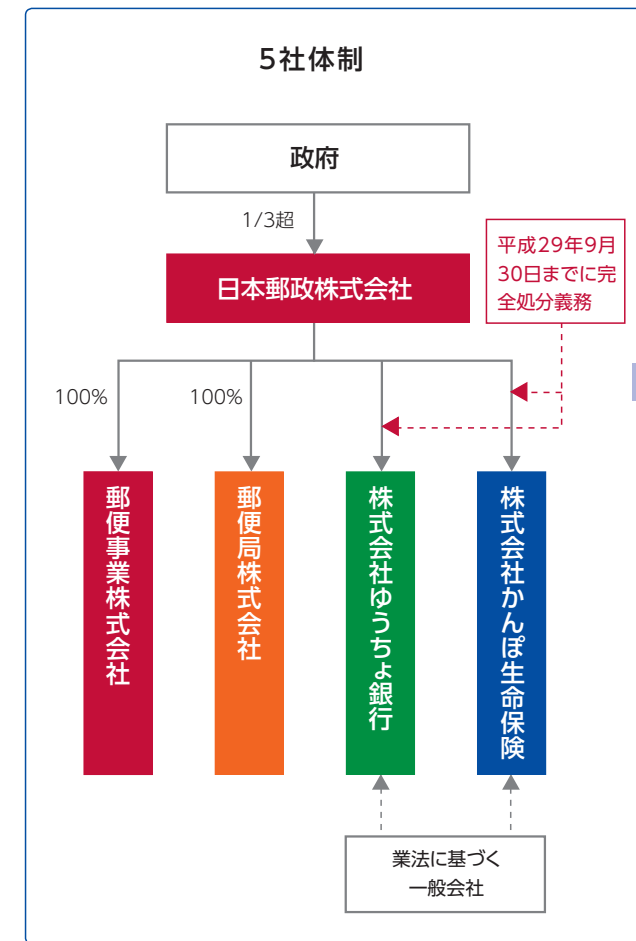 5社体制
政府
1/3超
平成29年9月
30日までに完
全処分義務
日本郵政株式会社
100%
100%
郵便事業株式会社
郵便局株式会社
株式会社ゆうちょ銀行
株式会社かんぽ生命保険
業法に基づく
一般会社